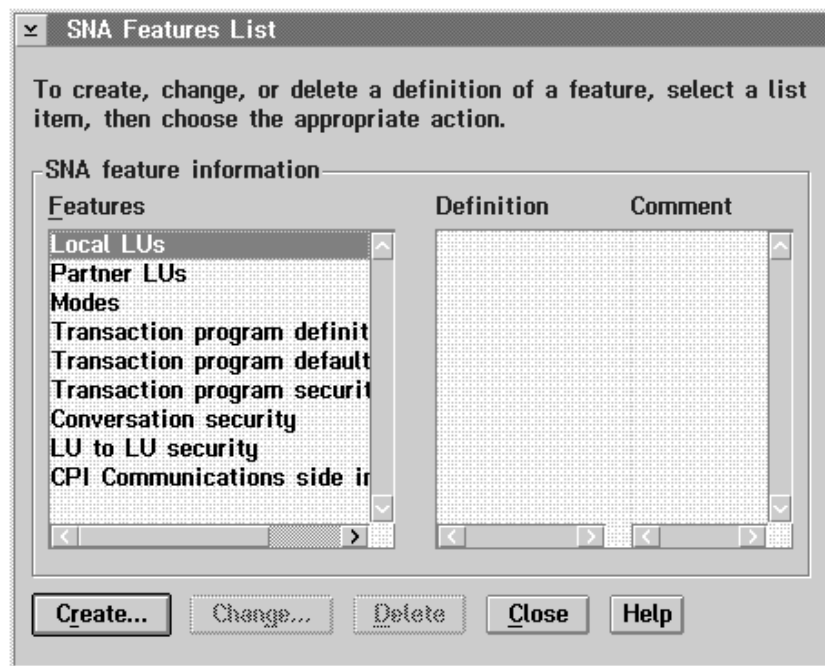 SNA Features List
To create, change, or delete a definition of a feature, select a list
item, then choose the appropriate action.
SNA feature information
Features Definition Comment
Local LUs
Partner LUs
Modes
Transaction program definit
Transaction program default
Transaction program securit
Conversation security
LU to LU security
CPI Communications side in
Create... Change... Delete Close Help